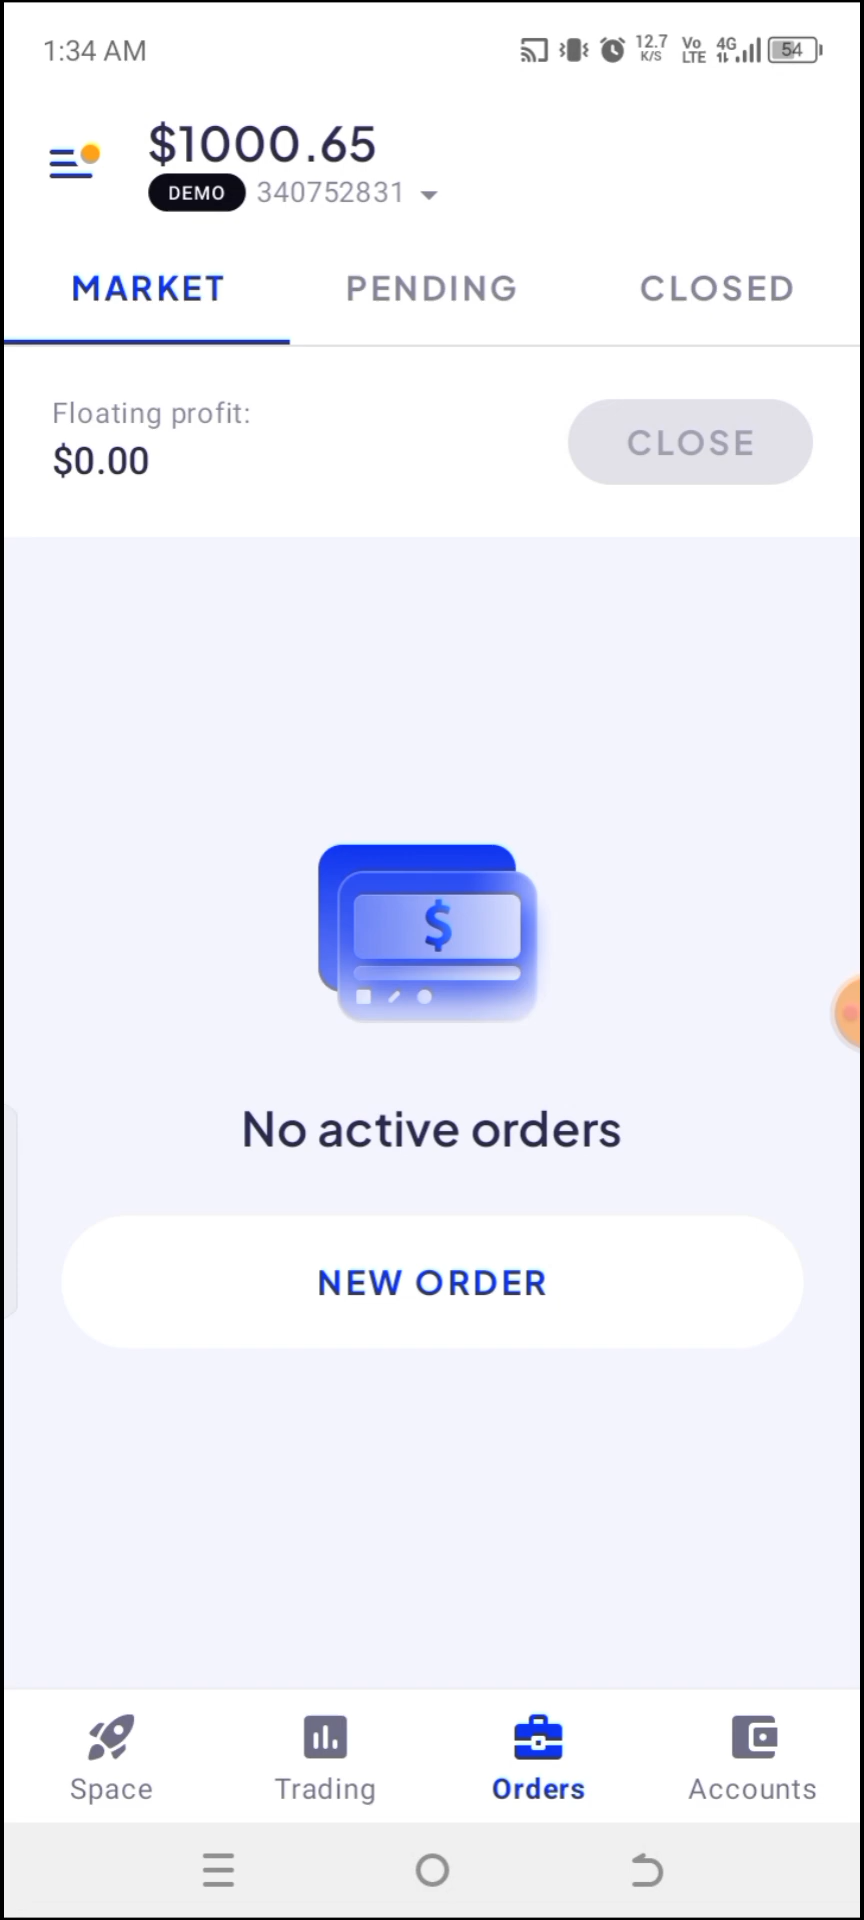 1:34 AM
12.7
K/S
Vo
LTE
4G
54
$1000.65
DEMO 340752831
MARKET PENDING CLOSED
Floating profit:
$0.00
CLOSE
$
No active orders
NEW ORDER
Space Trading Orders Accounts